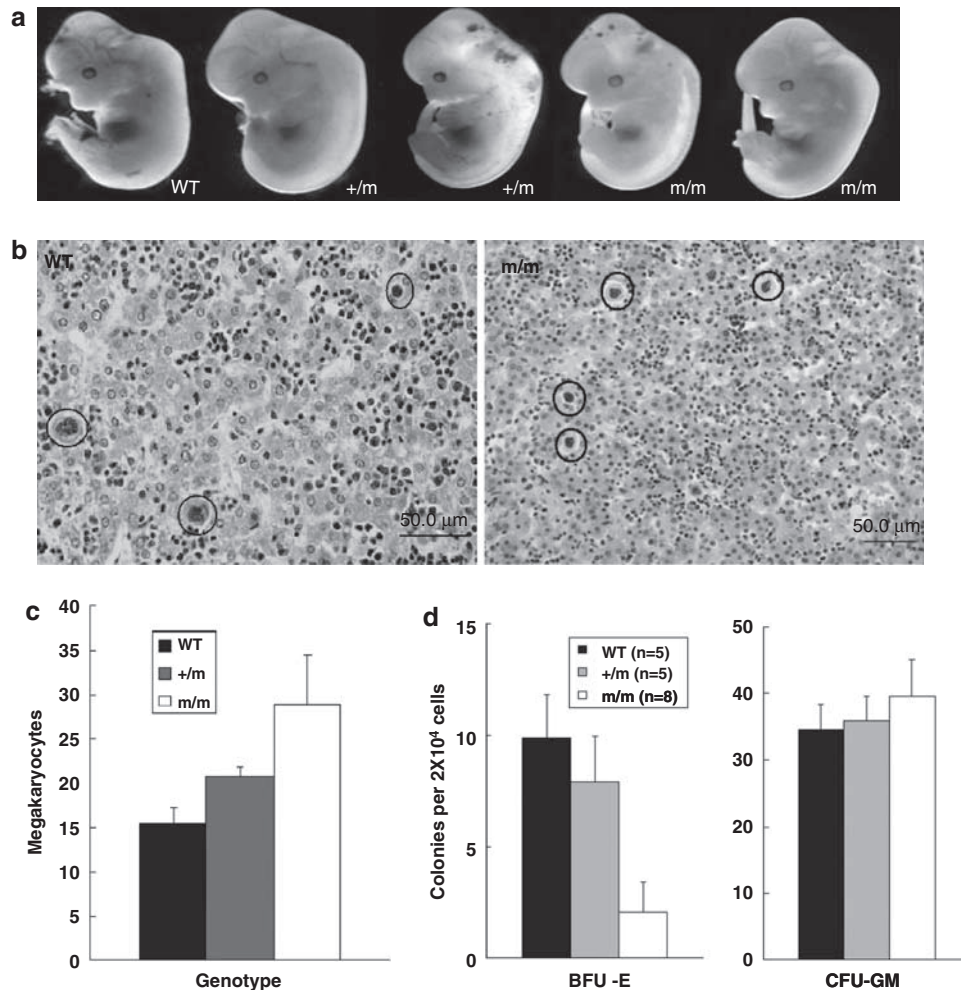 a
WT
+/m
+/m
m/m
m/m
b
WT
50.0 μm
m/m
50.0 μm
c
40
35
30
25
20
15
10
5
0
Megakaryocytes
WT
+/m
m/m
Genotype
d
15
10
5
0
Colonies per 2X10⁴ cells
WT (n=5)
+/m (n=5)
m/m (n=8)
BFU -E
50
40
30
20
10
0
CFU-GM